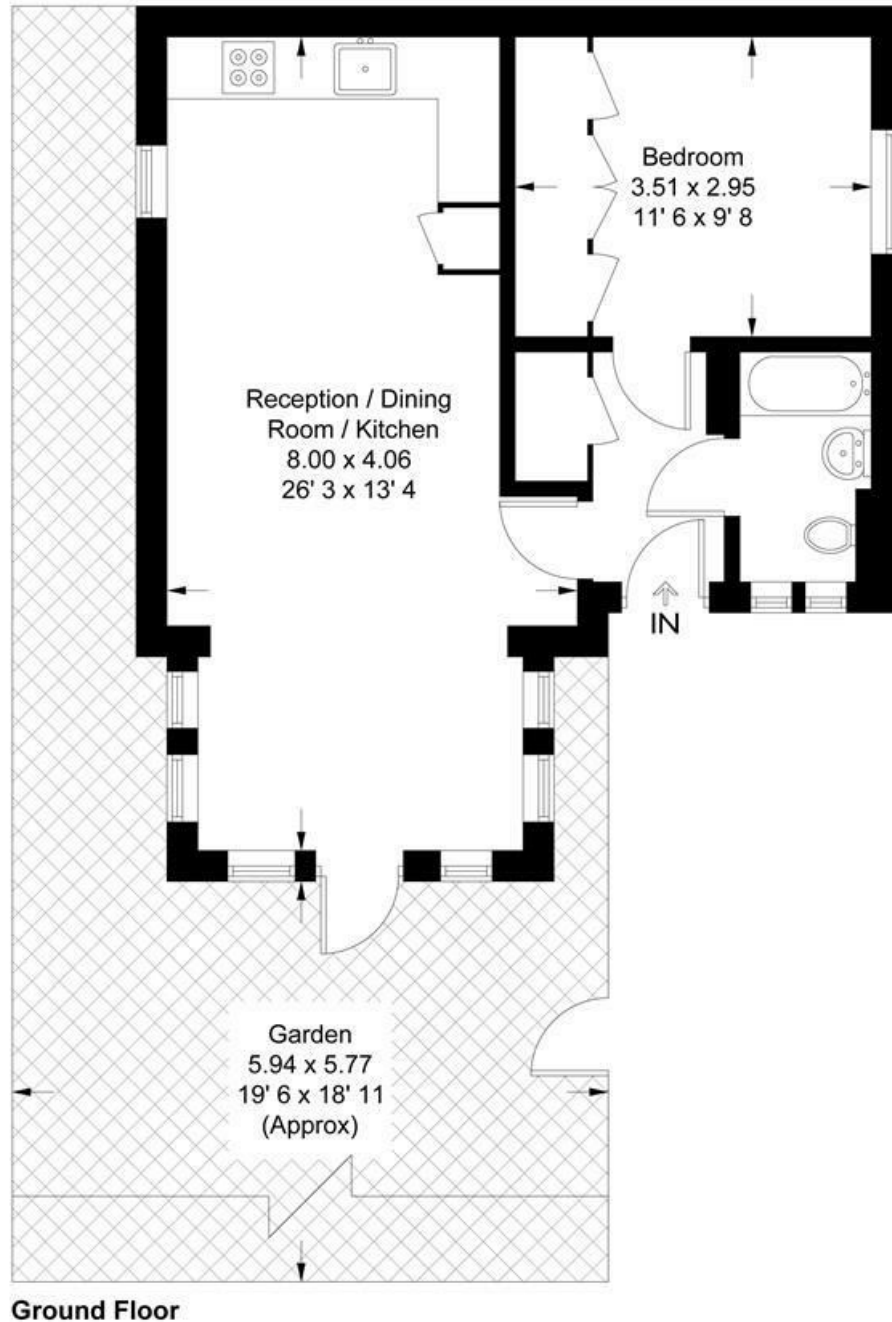 Bedroom
3.51 x 2.95
11' 6 x 9' 8
Reception / Dining
Room / Kitchen
8.00 x 4.06
26' 3 x 13' 4
IN
Garden
5.94 x 5.77
19' 6 x 18' 11
(Approx)
Ground Floor